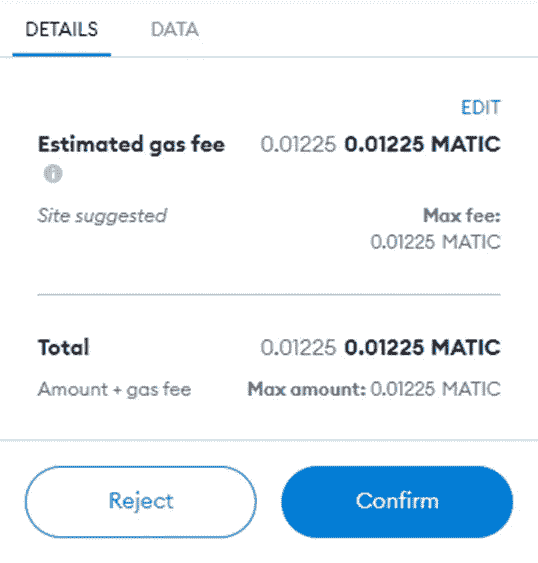 DETAILS DATA
EDIT
Estimated gas fee 0.01225 0.01225 MATIC
Site suggested Max fee:
0.01225 MATIC
Total 0.01225 0.01225 MATIC
Amount + gas fee Max amount: 0.01225 MATIC
Reject Confirm